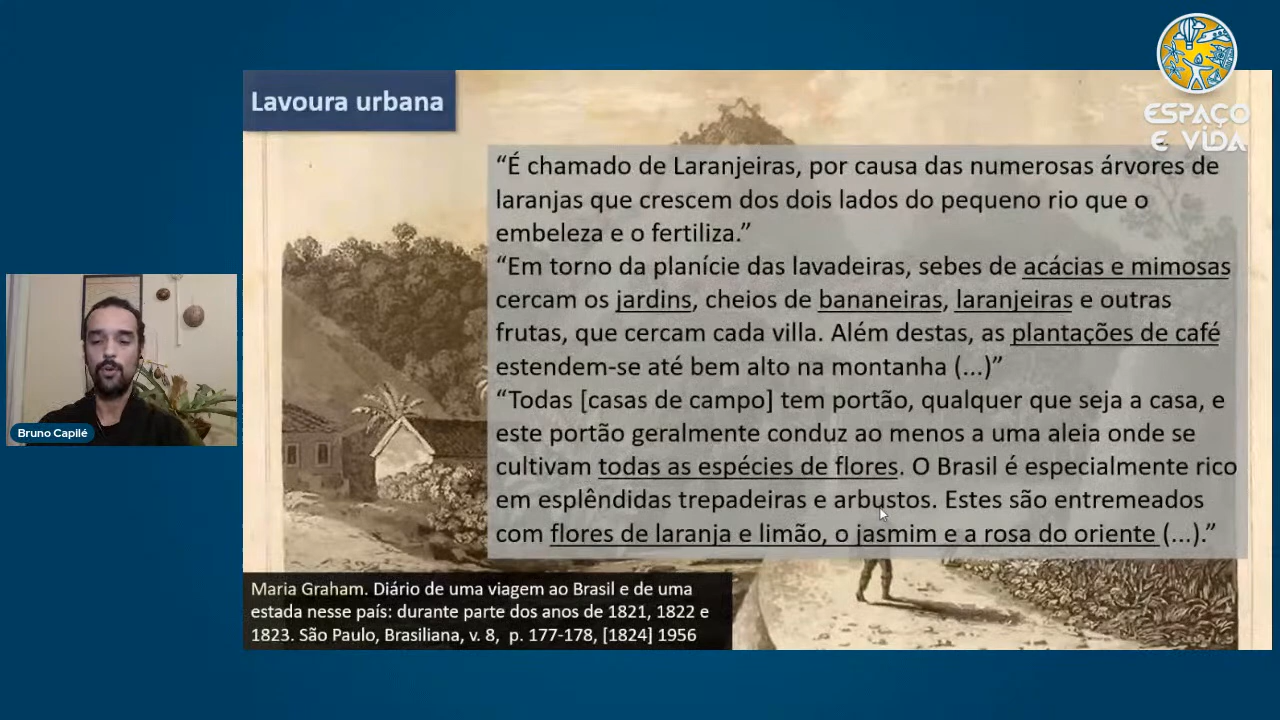 Lavoura urbana
ESPAÇO
E VIDA
“É chamado de Laranjeiras, por causa das numerosas árvores de
laranjas que crescem dos dois lados do pequeno rio que o
embeleza e o fertiliza.”
“Em torno da planície das lavadeiras, sebes de acácias e mimosas
cercam os jardins, cheios de bananeiras, laranjeiras e outras
frutas, que cercam cada villa. Além destas, as plantações de café
estendem-se até bem alto na montanha (...)”
“Todas [casas de campo] tem portão, qualquer que seja a casa, e
este portão geralmente conduz ao menos a uma aleia onde se
cultivam todas as espécies de flores. O Brasil é especialmente rico
em esplêndidas trepadeiras e arbustos. Estes são entremeados
com flores de laranja e limão, o jasmim e a rosa do oriente (...).”
Bruno Capilé
Maria Graham. Diário de uma viagem ao Brasil e de uma
estada nesse país: durante parte dos anos de 1821, 1822 e
1823. São Paulo, Brasiliana, v. 8, p. 177-178, [1824] 1956